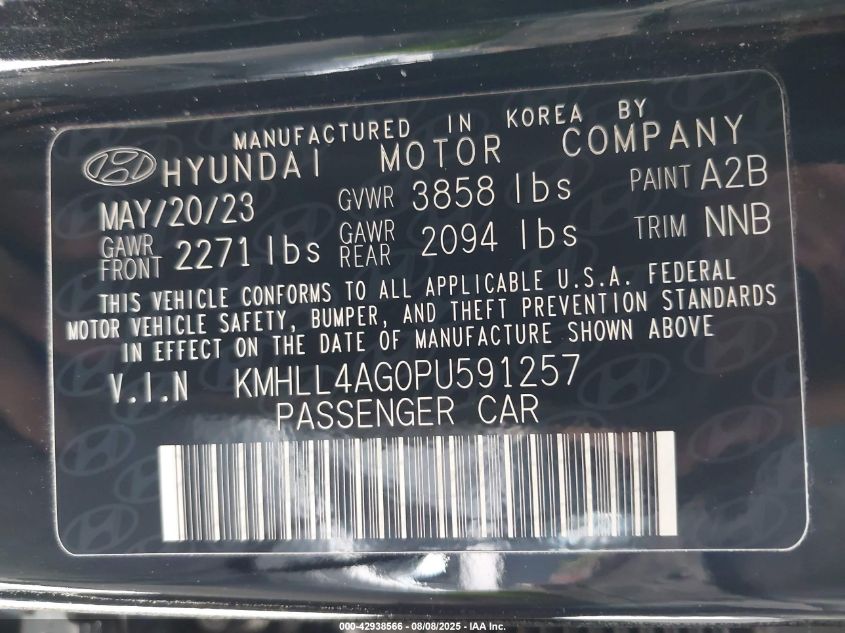 MANUFACTURED IN KOREA BY
HYUNDAI MOTOR COMPANY
MAY/20/23 GVWR 3858 lbs PAINT A2B
GAWR FRONT 2271 lbs GAWR REAR 2094 lbs TRIM NNB
THIS VEHICLE CONFORMS TO ALL APPLICABLE U.S.A. FEDERAL
MOTOR VEHICLE SAFETY, BUMPER, AND THEFT PREVENTION STANDARDS
IN EFFECT ON THE DATE OF MANUFACTURE SHOWN ABOVE
V.I.N KMHLL4AG0PU591257
PASSENGER CAR
000-42938566 - 08/08/2025 - IAA Inc.